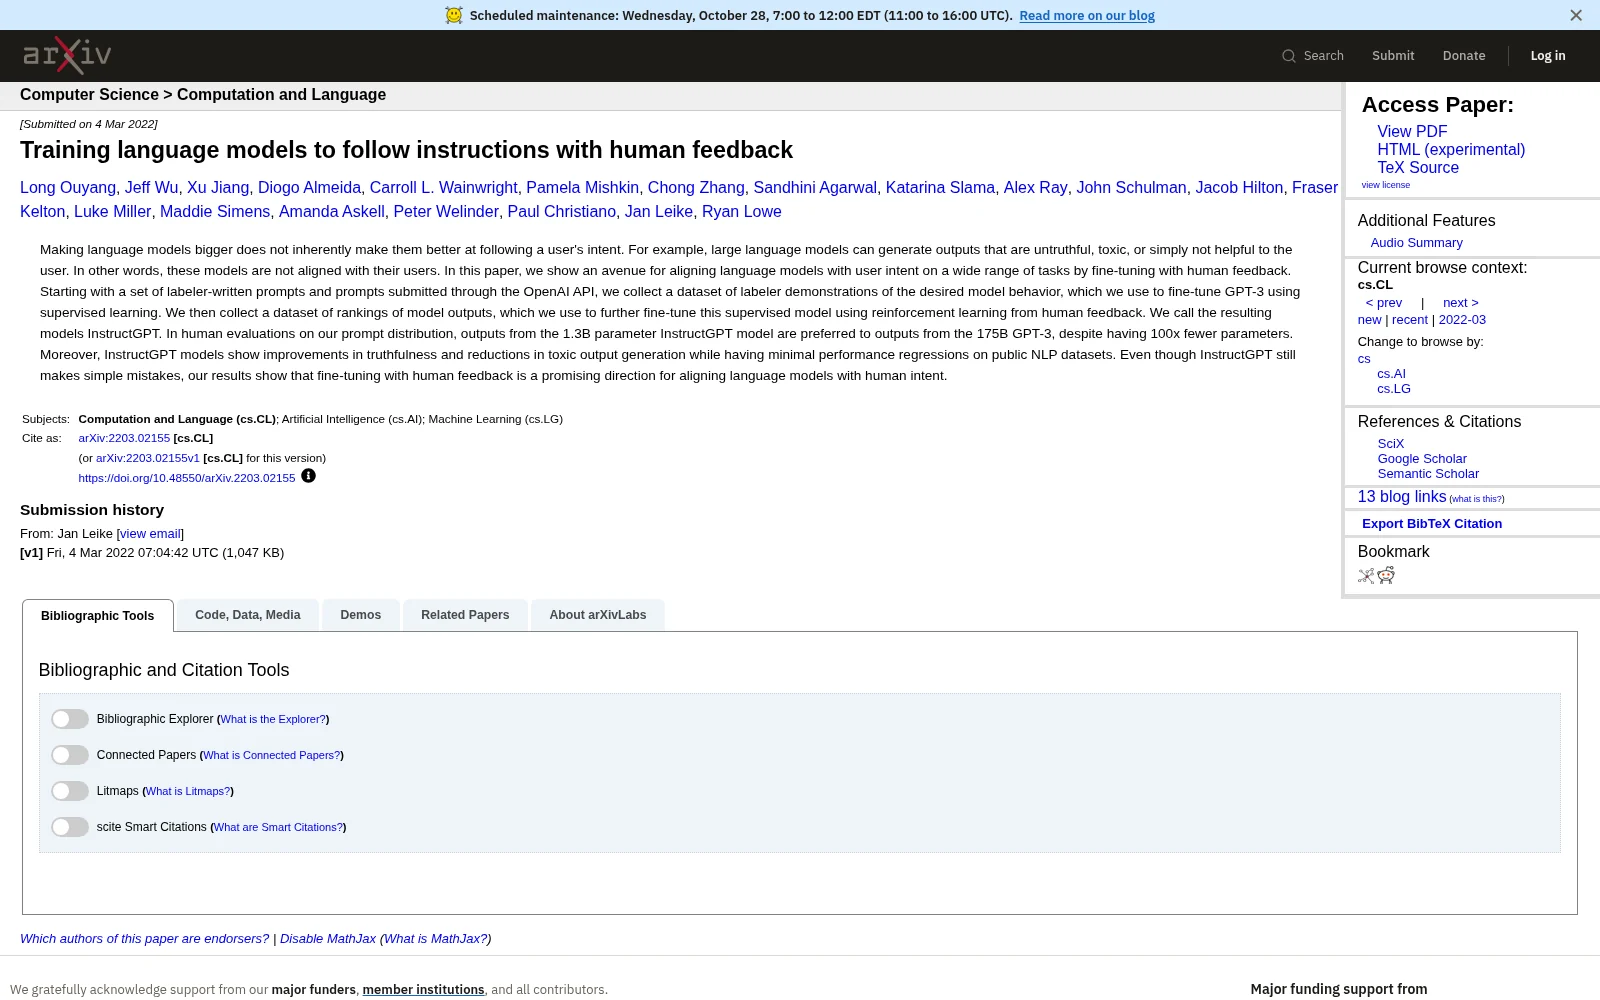 Scheduled maintenance: Wednesday, October 28, 7:00 to 12:00 EDT (11:00 to 16:00 UTC). Read more on our blog
arXiv
Search Submit Donate Log in
Computer Science > Computation and Language
[Submitted on 4 Mar 2022]
Training language models to follow instructions with human feedback
Long Ouyang, Jeff Wu, Xu Jiang, Diogo Almeida, Carroll L. Wainwright, Pamela Mishkin, Chong Zhang, Sandhini Agarwal, Katarina Slama, Alex Ray, John Schulman, Jacob Hilton, Fraser
Kelton, Luke Miller, Maddie Simens, Amanda Askell, Peter Welinder, Paul Christiano, Jan Leike, Ryan Lowe
Making language models bigger does not inherently make them better at following a user's intent. For example, large language models can generate outputs that are untruthful, toxic, or simply not helpful to the
user. In other words, these models are not aligned with their users. In this paper, we show an avenue for aligning language models with user intent on a wide range of tasks by fine-tuning with human feedback.
Starting with a set of labeler-written prompts and prompts submitted through the OpenAI API, we collect a dataset of labeler demonstrations of the desired model behavior, which we use to fine-tune GPT-3 using
supervised learning. We then collect a dataset of rankings of model outputs, which we use to further fine-tune this supervised model using reinforcement learning from human feedback. We call the resulting
models InstructGPT. In human evaluations on our prompt distribution, outputs from the 1.3B parameter InstructGPT model are preferred to outputs from the 175B GPT-3, despite having 100x fewer parameters.
Moreover, InstructGPT models show improvements in truthfulness and reductions in toxic output generation while having minimal performance regressions on public NLP datasets. Even though InstructGPT still
makes simple mistakes, our results show that fine-tuning with human feedback is a promising direction for aligning language models with human intent.
Subjects: Computation and Language (cs.CL); Artificial Intelligence (cs.AI); Machine Learning (cs.LG)
Cite as: arXiv:2203.02155 [cs.CL]
(or arXiv:2203.02155v1 [cs.CL] for this version)
https://doi.org/10.48550/arXiv.2203.02155
Submission history
From: Jan Leike [view email]
[v1] Fri, 4 Mar 2022 07:04:42 UTC (1,047 KB)
Access Paper:
View PDF
HTML (experimental)
TeX Source
view license
Additional Features
Audio Summary
Current browse context:
cs.CL
< prev | next >
new | recent | 2022-03
Change to browse by:
cs
cs.AI
cs.LG
References & Citations
SciX
Google Scholar
Semantic Scholar
13 blog links (what is this?)
Export BibTeX Citation
Bookmark
Bibliographic Tools Code, Data, Media Demos Related Papers About arXivLabs
Bibliographic and Citation Tools
Bibliographic Explorer (What is the Explorer?)
Connected Papers (What is Connected Papers?)
Litmaps (What is Litmaps?)
scite Smart Citations (What are Smart Citations?)
Which authors of this paper are endorsers? | Disable MathJax (What is MathJax?)
We gratefully acknowledge support from our major funders, member institutions, and all contributors.
Major funding support from